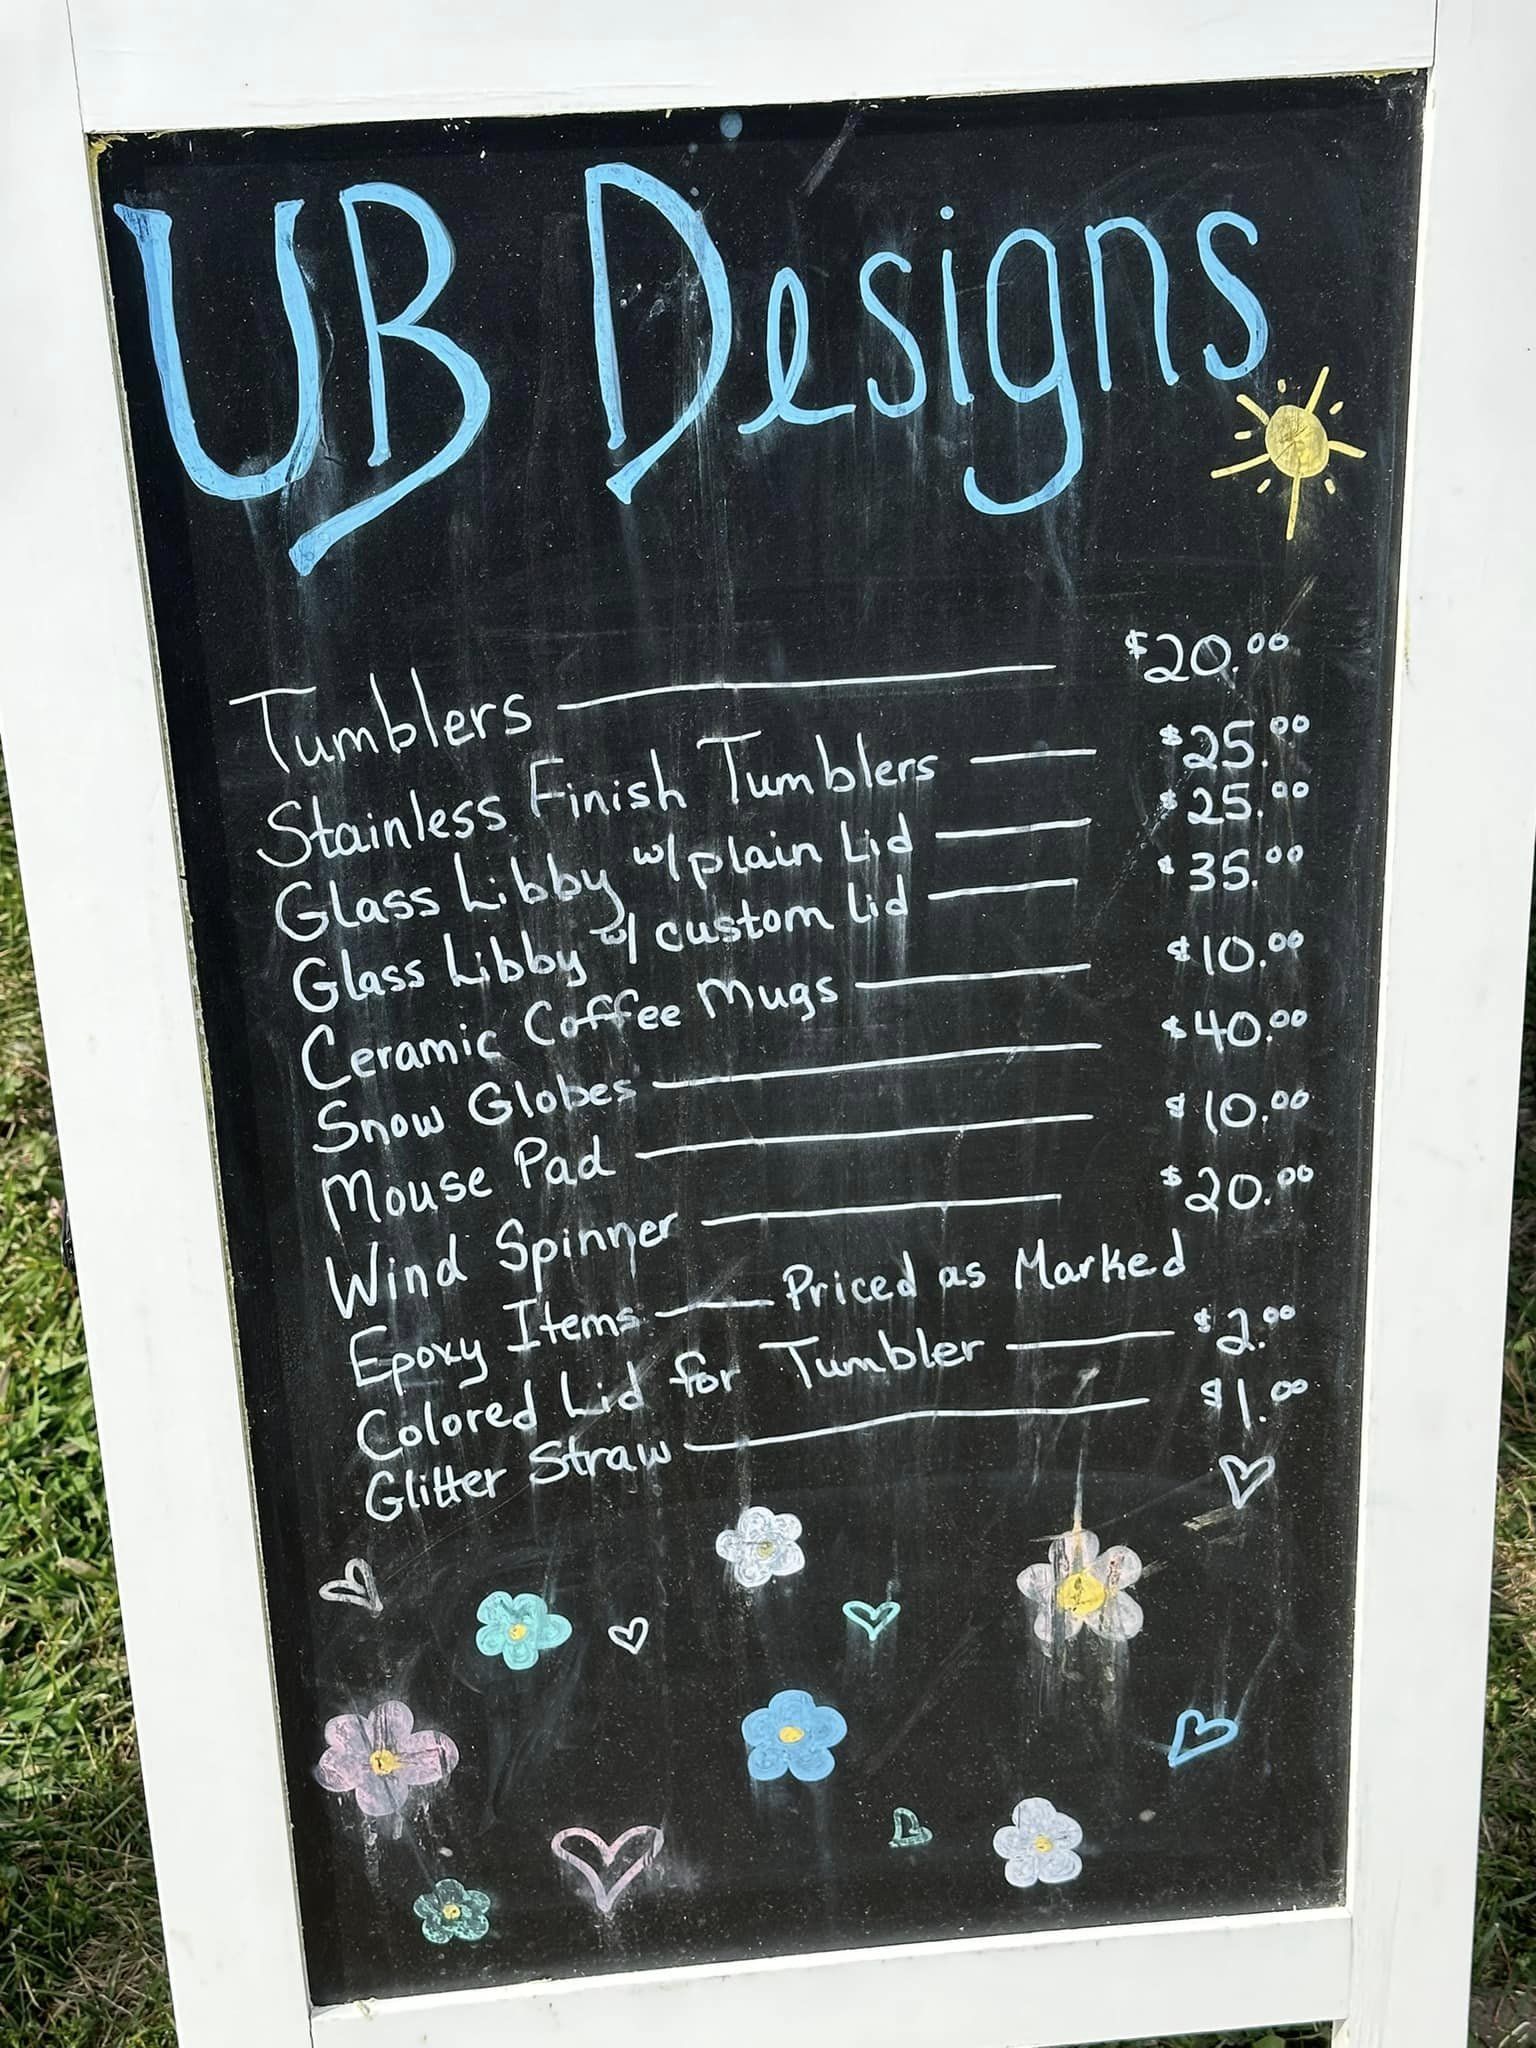 UB Designs
Tumblers $20.00
Stainless Finish Tumblers $25.00
Glass Libby w/plain Lid $25.00
Glass Libby w/custom Lid $35.00
Ceramic Coffee Mugs $10.00
Snow Globes $40.00
Mouse Pad $10.00
Wind Spinner $20.00
Epoxy Items Priced as Marked
Colored Lid for Tumbler $2.00
Glitter Straw $1.00